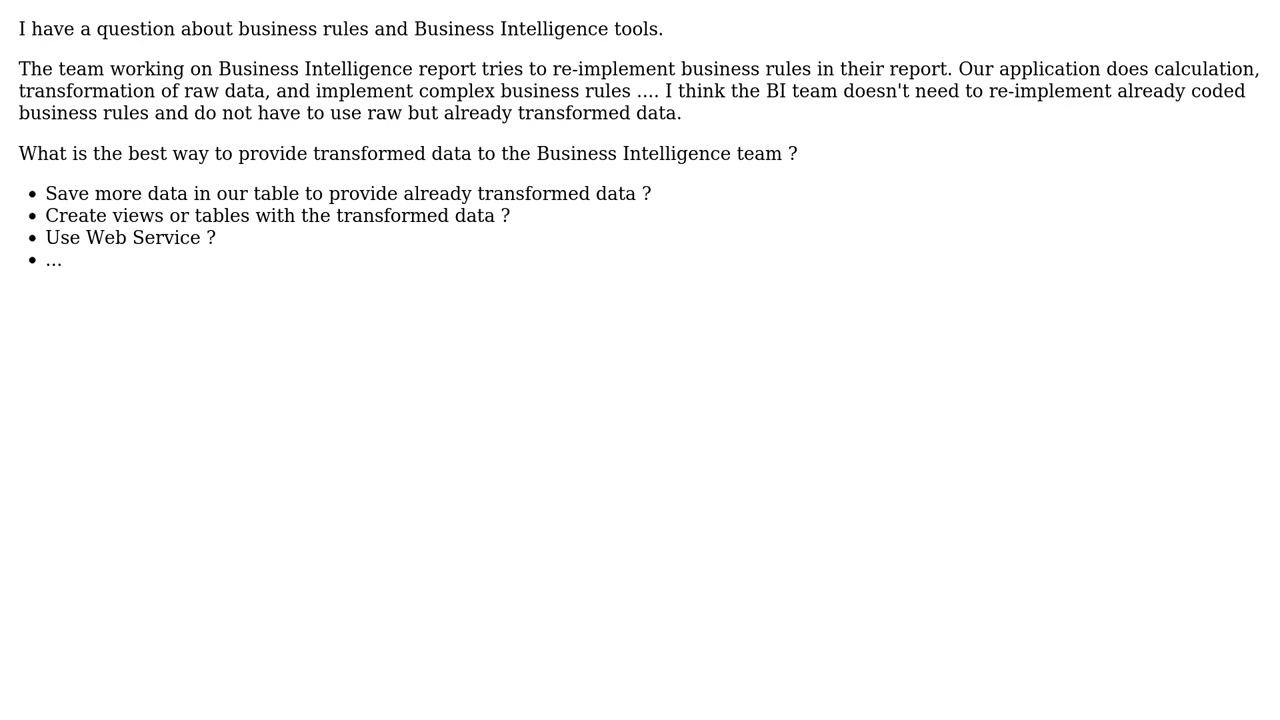 I have a question about business rules and Business Intelligence tools.
The team working on Business Intelligence report tries to re-implement business rules in their report. Our application does calculation,
transformation of raw data, and implement complex business rules .... I think the BI team doesn't need to re-implement already coded
business rules and do not have to use raw but already transformed data.
What is the best way to provide transformed data to the Business Intelligence team ?
• Save more data in our table to provide already transformed data ?
• Create views or tables with the transformed data ?
• Use Web Service ?
• ...